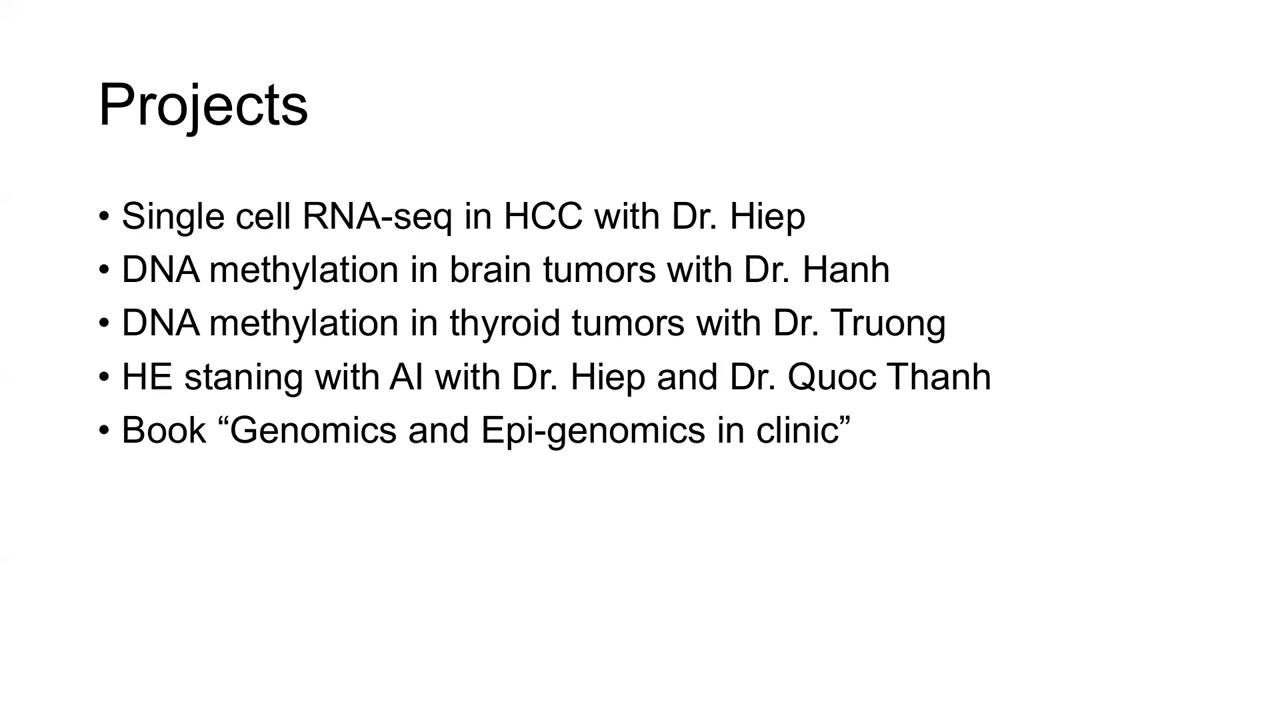 Projects
• Single cell RNA-seq in HCC with Dr. Hiep
• DNA methylation in brain tumors with Dr. Hanh
• DNA methylation in thyroid tumors with Dr. Truong
• HE staning with AI with Dr. Hiep and Dr. Quoc Thanh
• Book “Genomics and Epi-genomics in clinic”